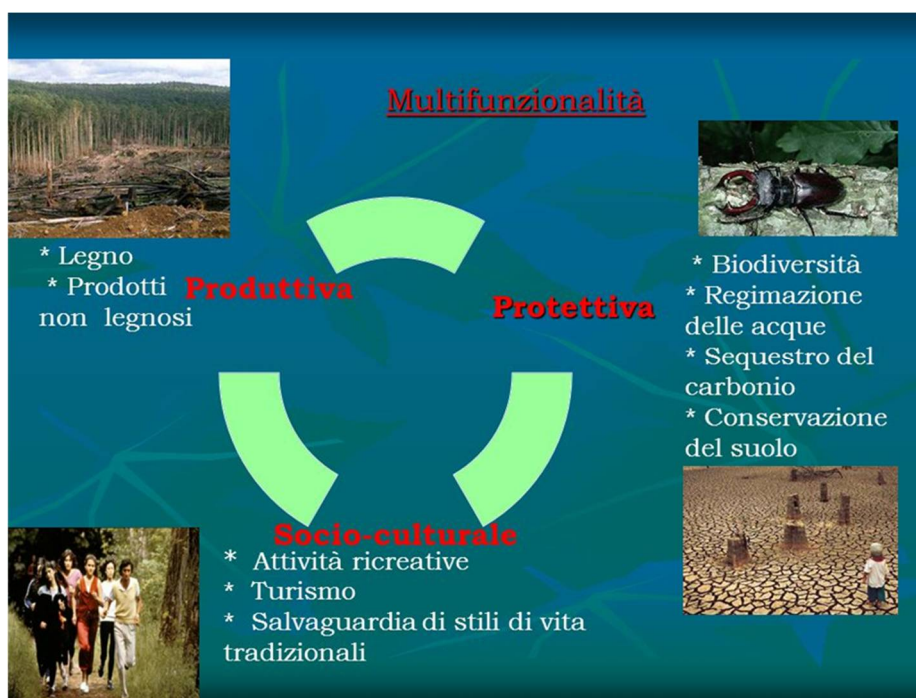 Multifunzionalità
* Legno
* Prodotti
non legnosi
Produttiva
Protettiva
* Biodiversità
* Regimazione
delle acque
* Sequestro del
carbonio
* Conservazione
del suolo
Socio-culturale
* Attività ricreative
* Turismo
* Salvaguardia di stili di vita
tradizionali